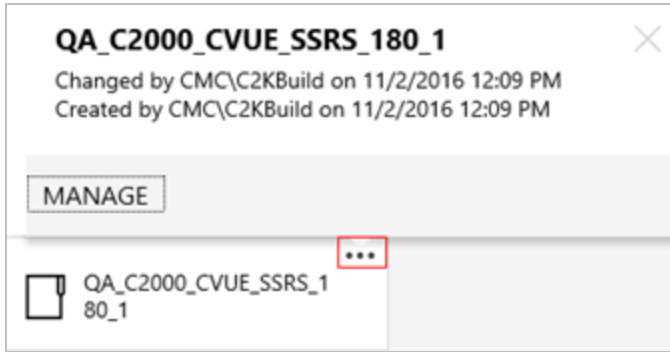 QA_C2000_CVUE_SSRS_180_1
Changed by CMC\C2KBuild on 11/2/2016 12:09 PM
Created by CMC\C2KBuild on 11/2/2016 12:09 PM
MANAGE
...
QA_C2000_CVUE_SSRS_1
80_1